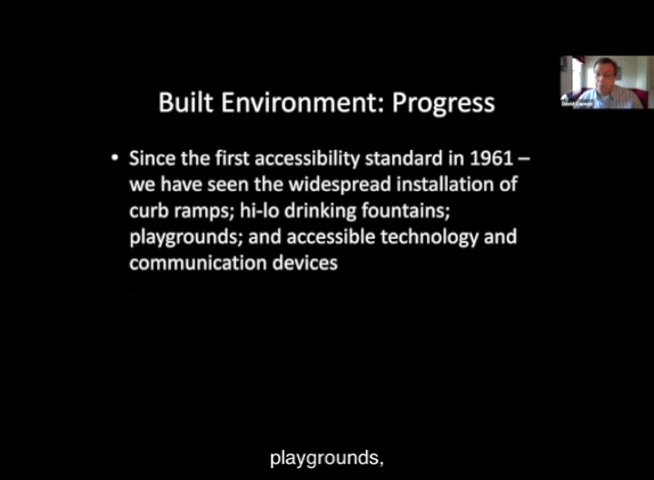 Built Environment: Progress
• Since the first accessibility standard in 1961 –
we have seen the widespread installation of
curb ramps; hi-lo drinking fountains;
playgrounds; and accessible technology and
communication devices
David
playgrounds,